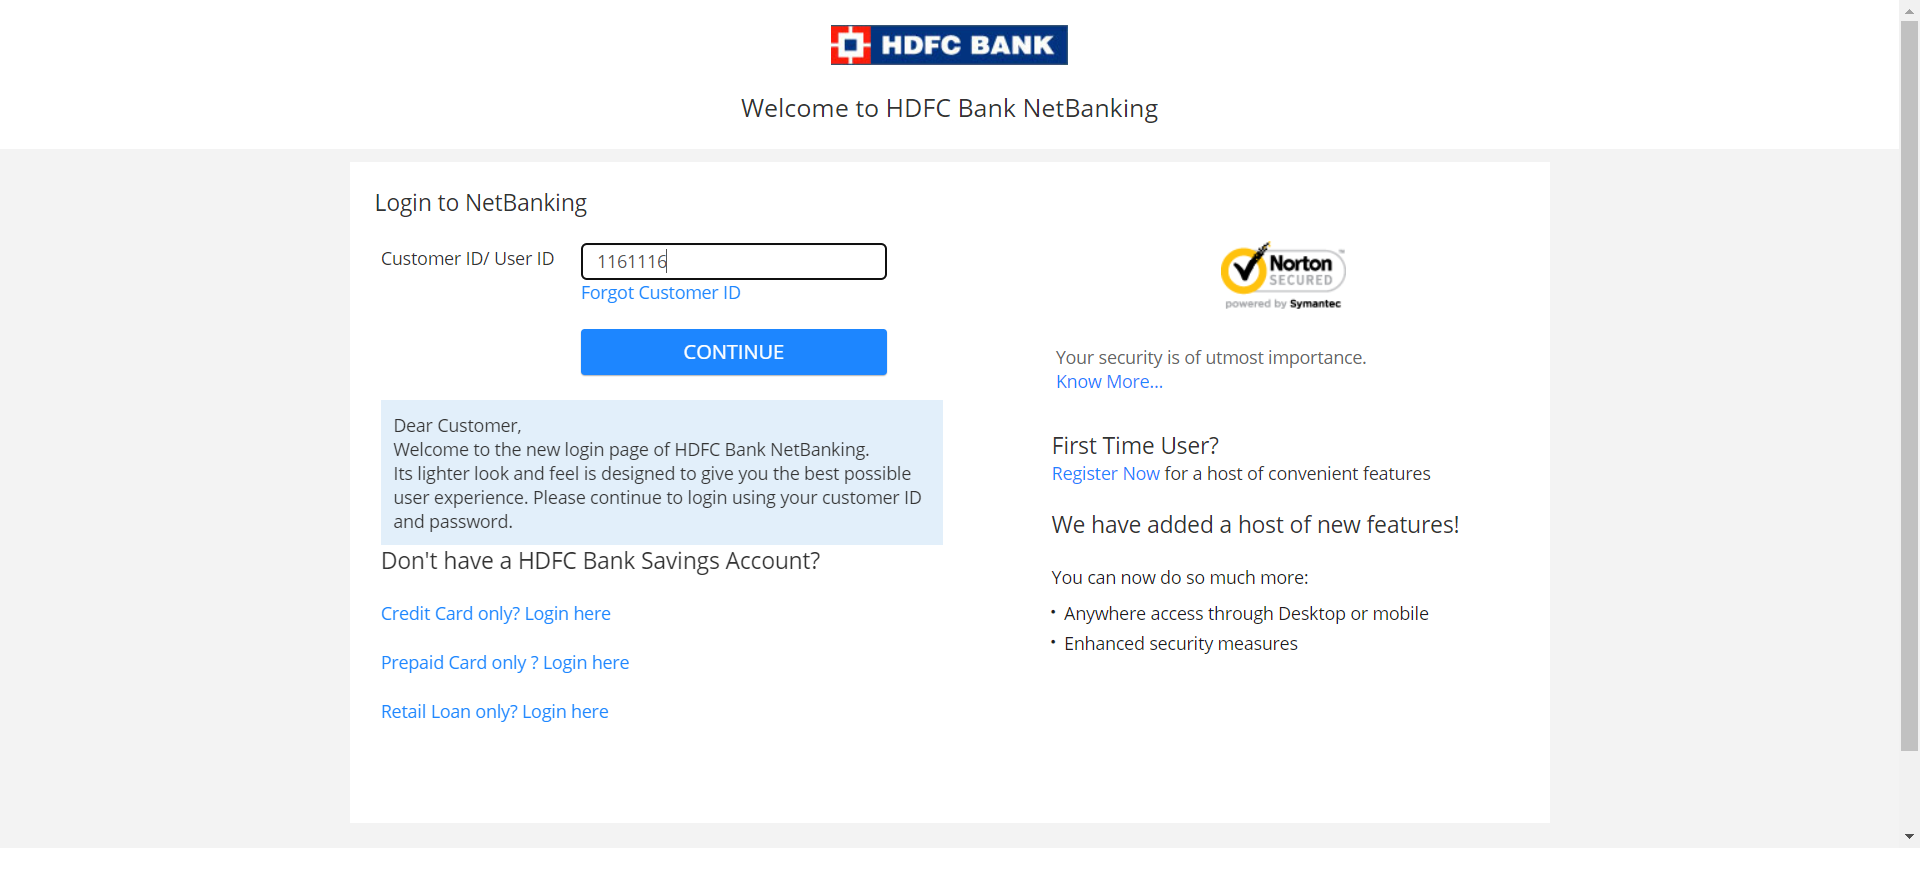 HDFC BANK
Welcome to HDFC Bank NetBanking
Login to NetBanking
Customer ID/ User ID
1161116
Forgot Customer ID
CONTINUE
Dear Customer,
Welcome to the new login page of HDFC Bank NetBanking.
Its lighter look and feel is designed to give you the best possible
user experience. Please continue to login using your customer ID
and password.
Don't have a HDFC Bank Savings Account?
Credit Card only? Login here
Prepaid Card only ? Login here
Retail Loan only? Login here
Norton
SECURED
powered by Symantec
Your security is of utmost importance.
Know More...
First Time User?
Register Now for a host of convenient features
We have added a host of new features!
You can now do so much more:
• Anywhere access through Desktop or mobile
• Enhanced security measures